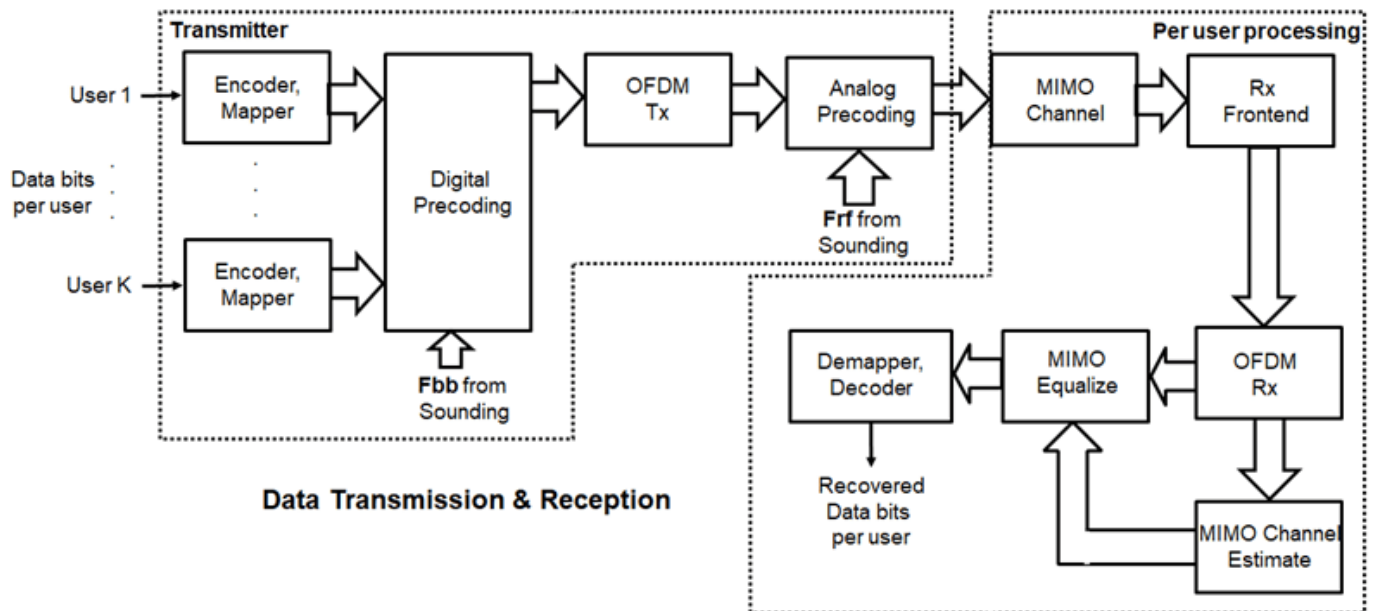 Transmitter
Per user processing
User 1
Encoder,
Mapper
OFDM
Tx
Analog
Precoding
MIMO
Channel
Rx
Frontend
Data bits
per user
Digital
Precoding
Frf from
Sounding
User K
Encoder,
Mapper
Fbb from
Sounding
Demapper,
Decoder
MIMO
Equalize
OFDM
Rx
Data Transmission & Reception
Recovered
Data bits
per user
MIMO Channel
Estimate